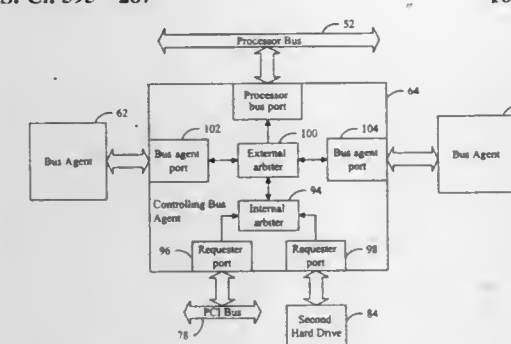 S. Cl. 395—287
52
Processor Bus
62
64
Processor
bus port
102
100
104
Bus Agent
Bus agent
port
External
arbiter
Bus agent
port
Bus Agent
94
Controlling Bus
Agent
Internal
arbiter
96
Requester
port
Requester
port
98
PCI Bus
78
Second
Hard Drive
84